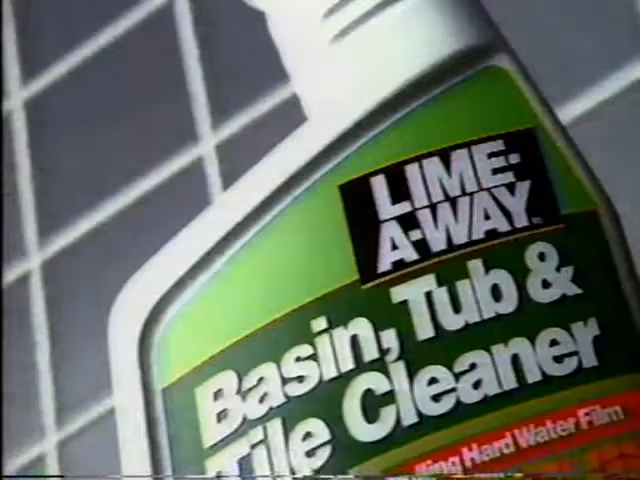 LIME-
A-WAY
Basin, Tub &
Tile Cleaner
Hard Water Film